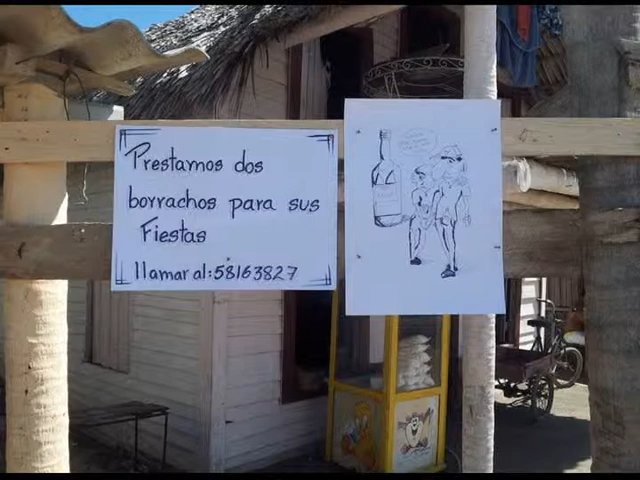 Prestamos dos
borrachos para sus
Fiestas
llamar al: 58163827